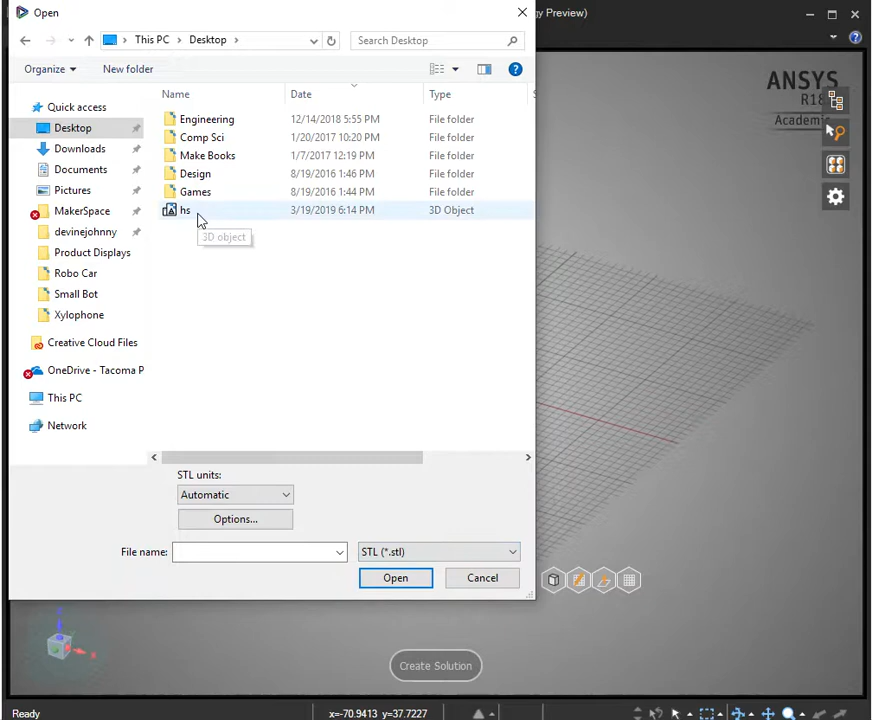 Open
gy Preview)
This PC > Desktop >
Search Desktop
Organize
New folder
Name
Date
Type
Quick access
Desktop
Downloads
Documents
Pictures
MakerSpace
devinejohnny
Product Displays
Robo Car
Small Bot
Xylophone
Creative Cloud Files
OneDrive - Tacoma P
This PC
Network
Engineering 12/14/2018 5:55 PM File folder
Comp Sci 1/20/2017 10:20 PM File folder
Make Books 1/7/2017 12:19 PM File folder
Design 8/19/2016 1:46 PM File folder
Games 8/19/2016 1:44 PM File folder
hs 3/19/2019 6:14 PM 3D Object
3D object
STL units:
Automatic
Options...
File name:
STL (*.stl)
Open
Cancel
ANSYS
R18
Academic
Create Solution
Ready
x=-70.9413 y=37.7227